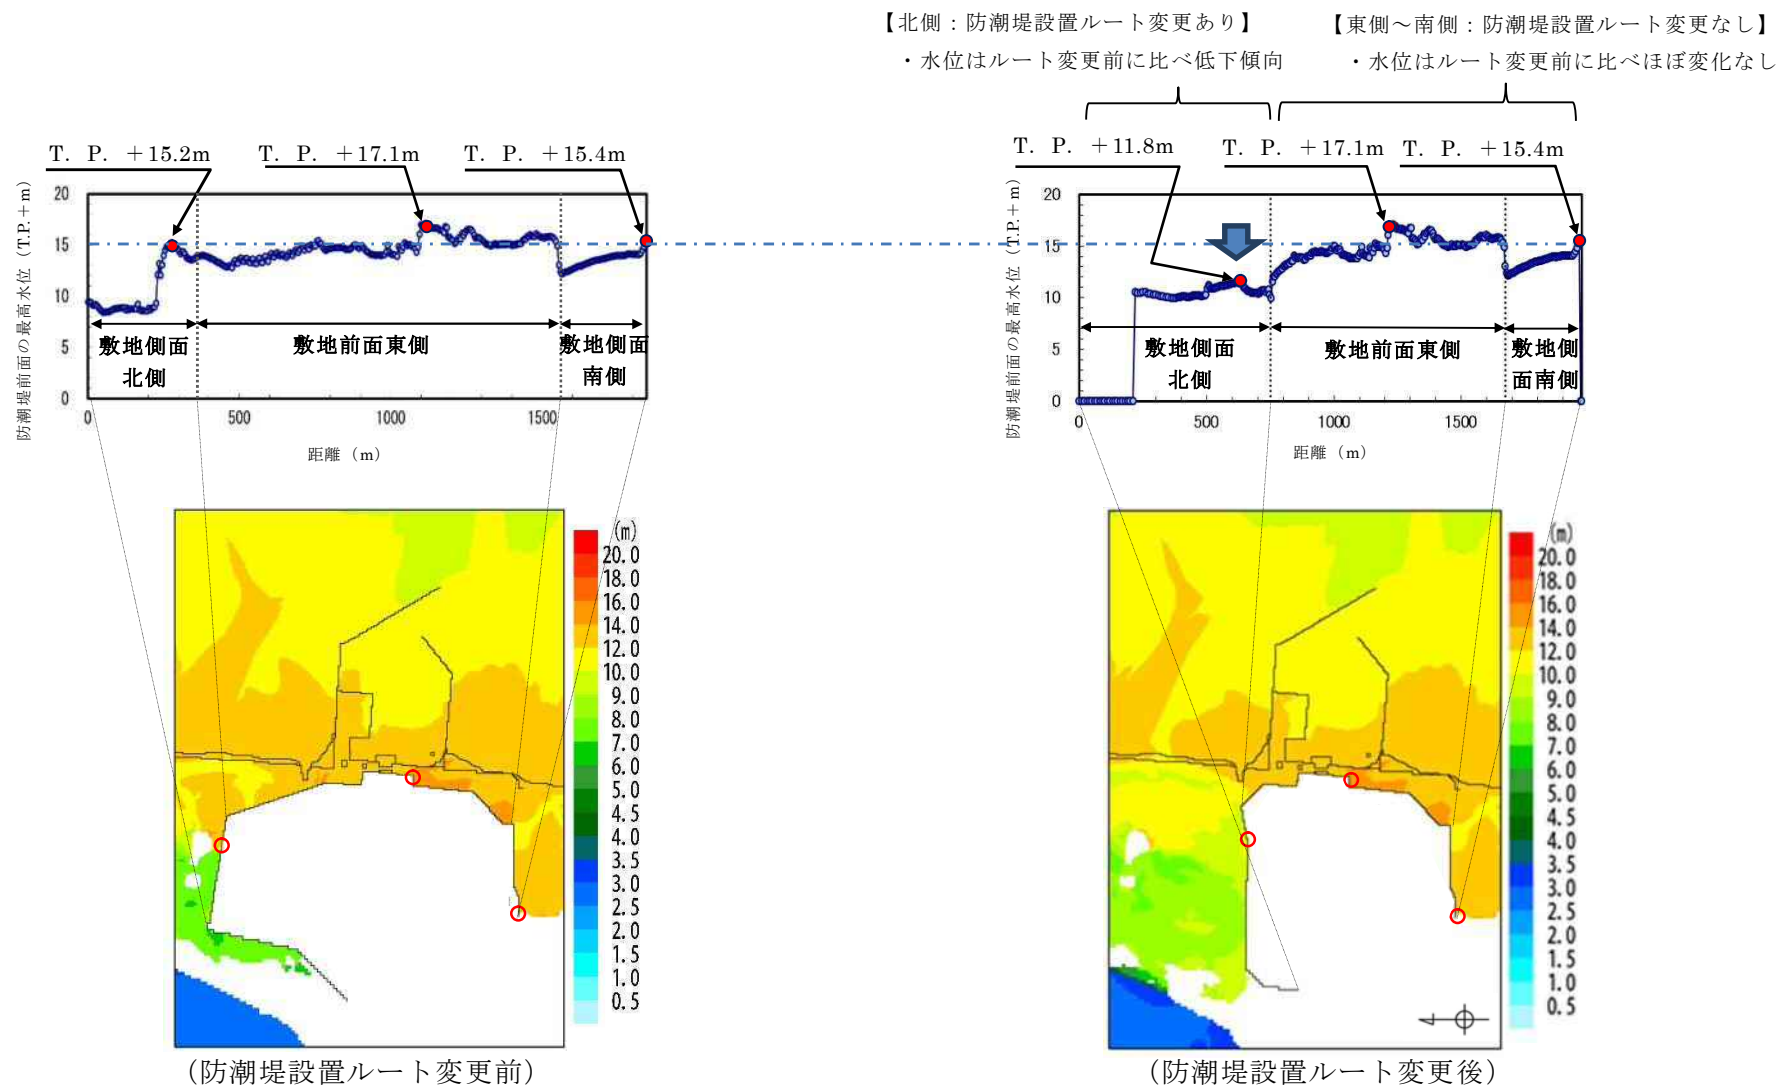 【北側：防潮堤設置ルート変更あり】
・水位はルート変更前に比べ低下傾向
【東側～南側：防潮堤設置ルート変更なし】
・水位はルート変更前に比べほぼ変化なし
T. P. ＋15.2m
T. P. ＋17.1m
T. P. ＋15.4m
防潮堤前面の最高水位（T.P.＋m）
20
15
10
5
0
敷地側面
北側
敷地前面東側
敷地側面
南側
0
500
1000
1500
距離（m）
T. P. ＋11.8m
T. P. ＋17.1m
T. P. ＋15.4m
防潮堤前面の最高水位（T.P.＋m）
20
15
10
5
0
敷地側面
北側
敷地前面東側
敷地側
面南側
0
500
1000
1500
距離（m）
(m)
20.0
18.0
16.0
14.0
12.0
10.0
9.0
8.0
7.0
6.0
5.0
4.5
4.0
3.5
3.0
2.5
2.0
1.5
1.0
0.5
（防潮堤設置ルート変更前）
(m)
20.0
18.0
16.0
14.0
12.0
10.0
9.0
8.0
7.0
6.0
5.0
4.5
4.0
3.5
3.0
2.5
2.0
1.5
1.0
0.5
（防潮堤設置ルート変更後）